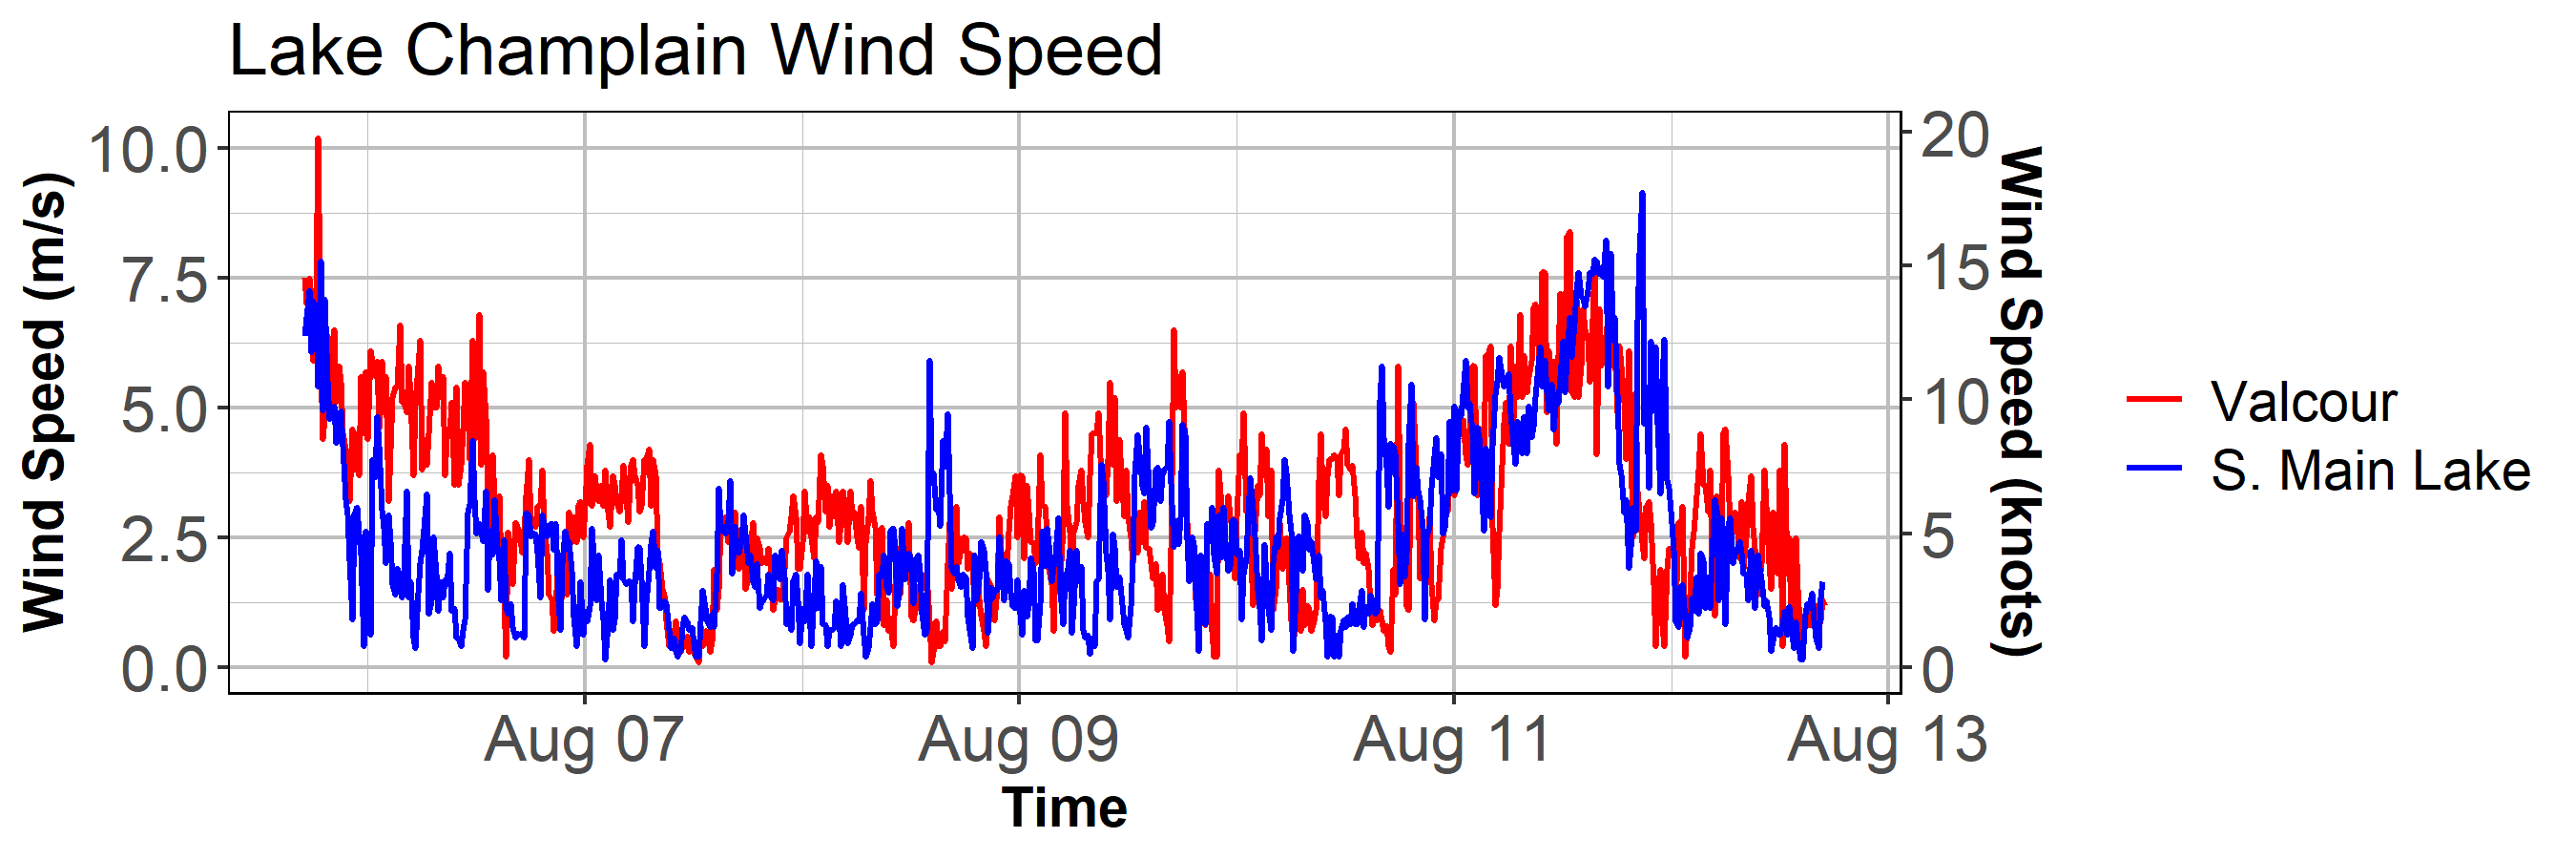 Lake Champlain Wind Speed
Wind Speed (m/s)
10.0
7.5
5.0
2.5
0.0
20
15
10
5
0
Wind Speed (knots)
Aug 07
Aug 09
Aug 11
Aug 13
Time
Valcour
S. Main Lake